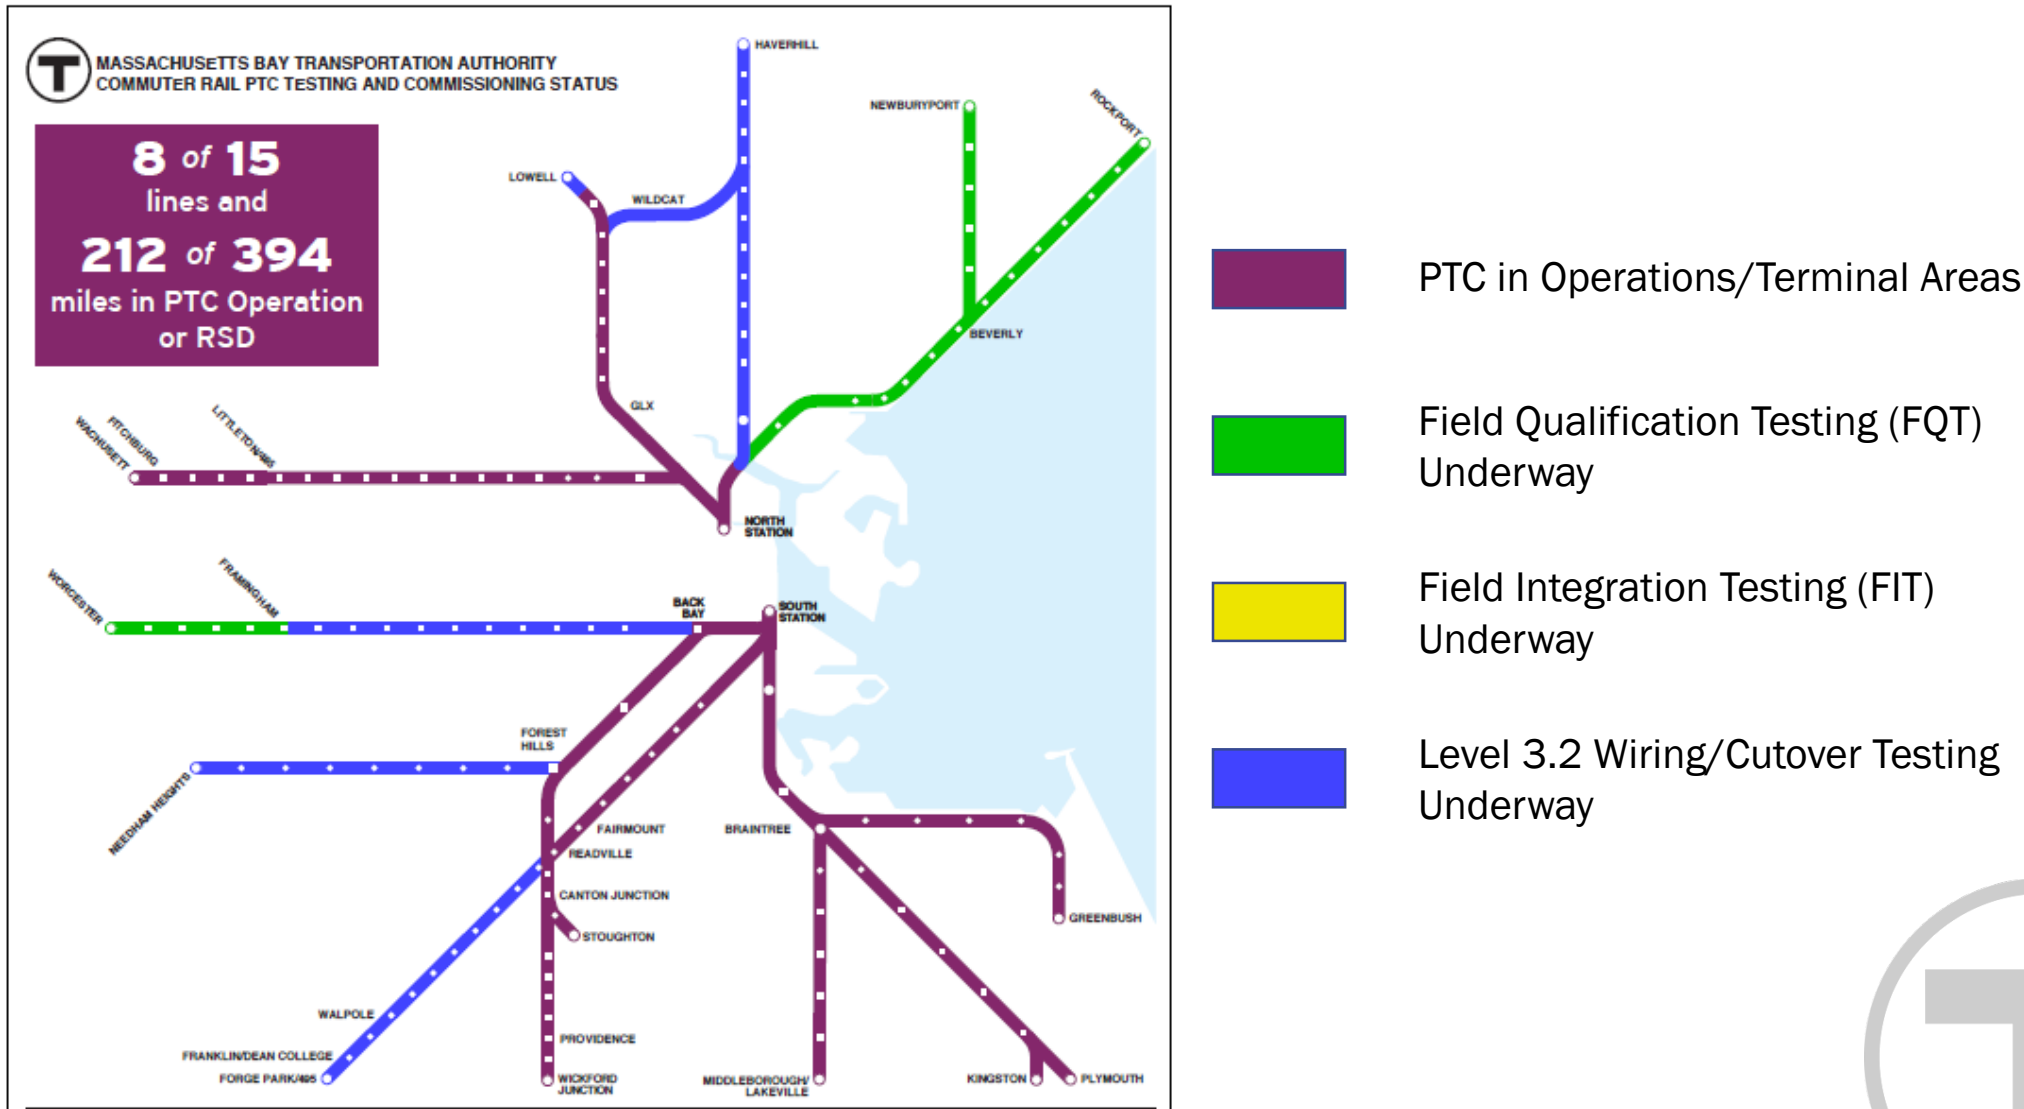 T
MASSACHUSETTS BAY TRANSPORTATION AUTHORITY
COMMUTER RAIL PTC TESTING AND COMMISSIONING STATUS
8 of 15
lines and
212 of 394
miles in PTC Operation
or RSD
HAVERHILL
NEWBURYPORT
ROCKPORT
LOWELL
WILDCAT
BEVERLY
GLX
WACHUSETT
FITCHBURG
LITTLETON/495
NORTH
STATION
WORCESTER
FRAMINGHAM
BACK
BAY
SOUTH
STATION
FOREST
HILLS
NEEDHAM HEIGHTS
FAIRMOUNT
BRAINTREE
READVILLE
CANTON JUNCTION
GREENBUSH
STOUGHTON
WALPOLE
PROVIDENCE
FRANKLIN/DEAN COLLEGE
FORGE PARK/495
WICKFORD
JUNCTION
MIDDLEBOROUGH/
LAKEVILLE
KINGSTON
PLYMOUTH
PTC in Operations/Terminal Areas
Field Qualification Testing (FQT)
Underway
Field Integration Testing (FIT)
Underway
Level 3.2 Wiring/Cutover Testing
Underway